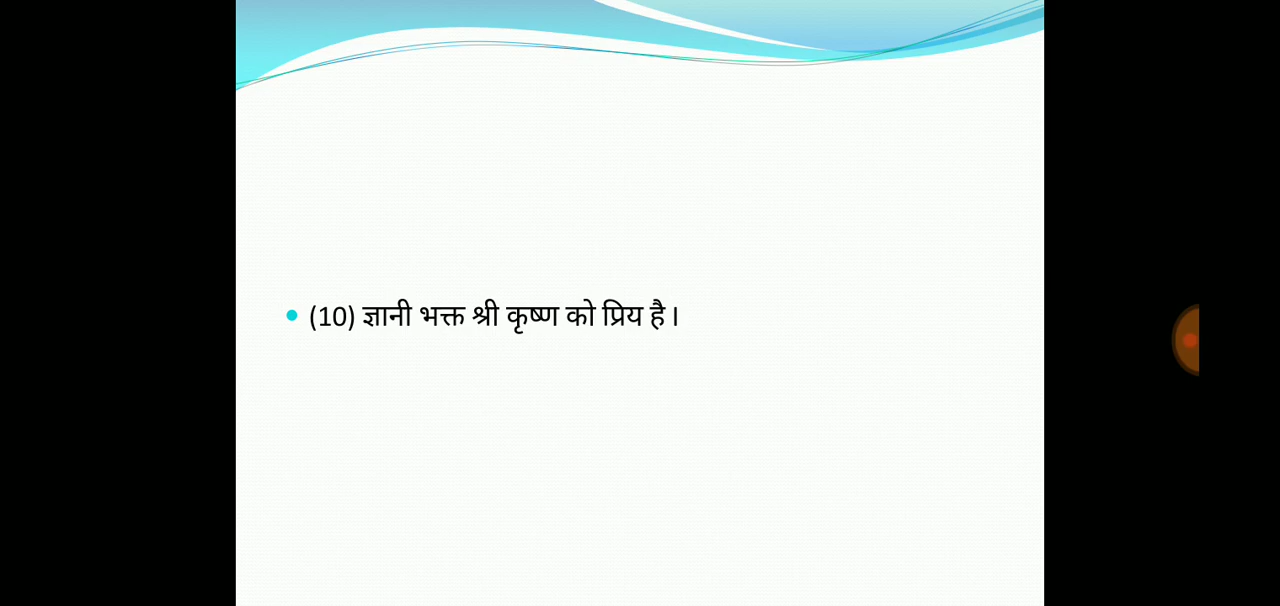 (10) ज्ञानी भक्त श्री कृष्ण को प्रिय है ।